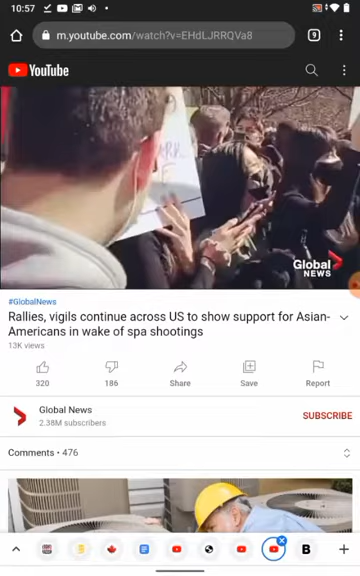 10:57
m.youtube.com/watch?v=EHdLJRRQVa8
9
YouTube
Global
NEWS
#GlobalNews
Rallies, vigils continue across US to show support for Asian-
Americans in wake of spa shootings
13K views
320
186
Share
Save
Report
Global News
2.38M subscribers
SUBSCRIBE
Comments • 476
B